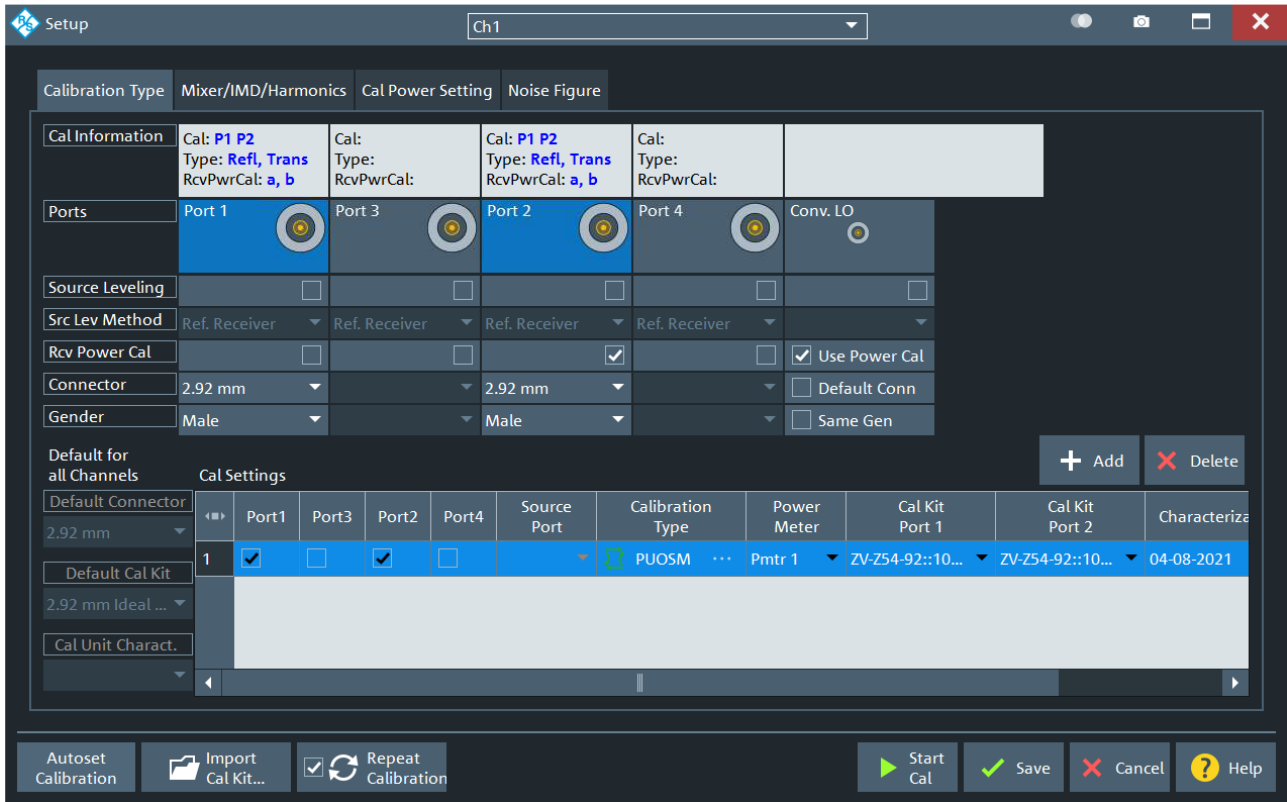 Setup
Ch1
Calibration Type Mixer/IMD/Harmonics Cal Power Setting Noise Figure
Cal Information
Cal: P1 P2
Type: Refl, Trans
RcvPwrCal: a, b
Cal:
Type:
RcvPwrCal:
Cal: P1 P2
Type: Refl, Trans
RcvPwrCal: a, b
Cal:
Type:
RcvPwrCal:
Ports Port 1 Port 3 Port 2 Port 4 Conv. LO
Source Leveling
Src Lev Method Ref. Receiver Ref. Receiver Ref. Receiver Ref. Receiver
Rcv Power Cal Use Power Cal
Connector 2.92 mm 2.92 mm Default Conn
Gender Male Male Same Gen
Default for
all Channels
Cal Settings
Add Delete
Default Connector
2.92 mm
Default Cal Kit
2.92 mm Ideal ...
Cal Unit Charact.
Port1 Port3 Port2 Port4
Source
Port
Calibration
Type
Power
Meter
Cal Kit
Port 1
Cal Kit
Port 2
Characteriza
1 PUOSM ... Pmtr 1 ZV-Z54-92::10... ZV-Z54-92::10... 04-08-2021
Autoset
Calibration
Import
Cal Kit...
Repeat
Calibration
Start
Cal
Save
Cancel
? Help